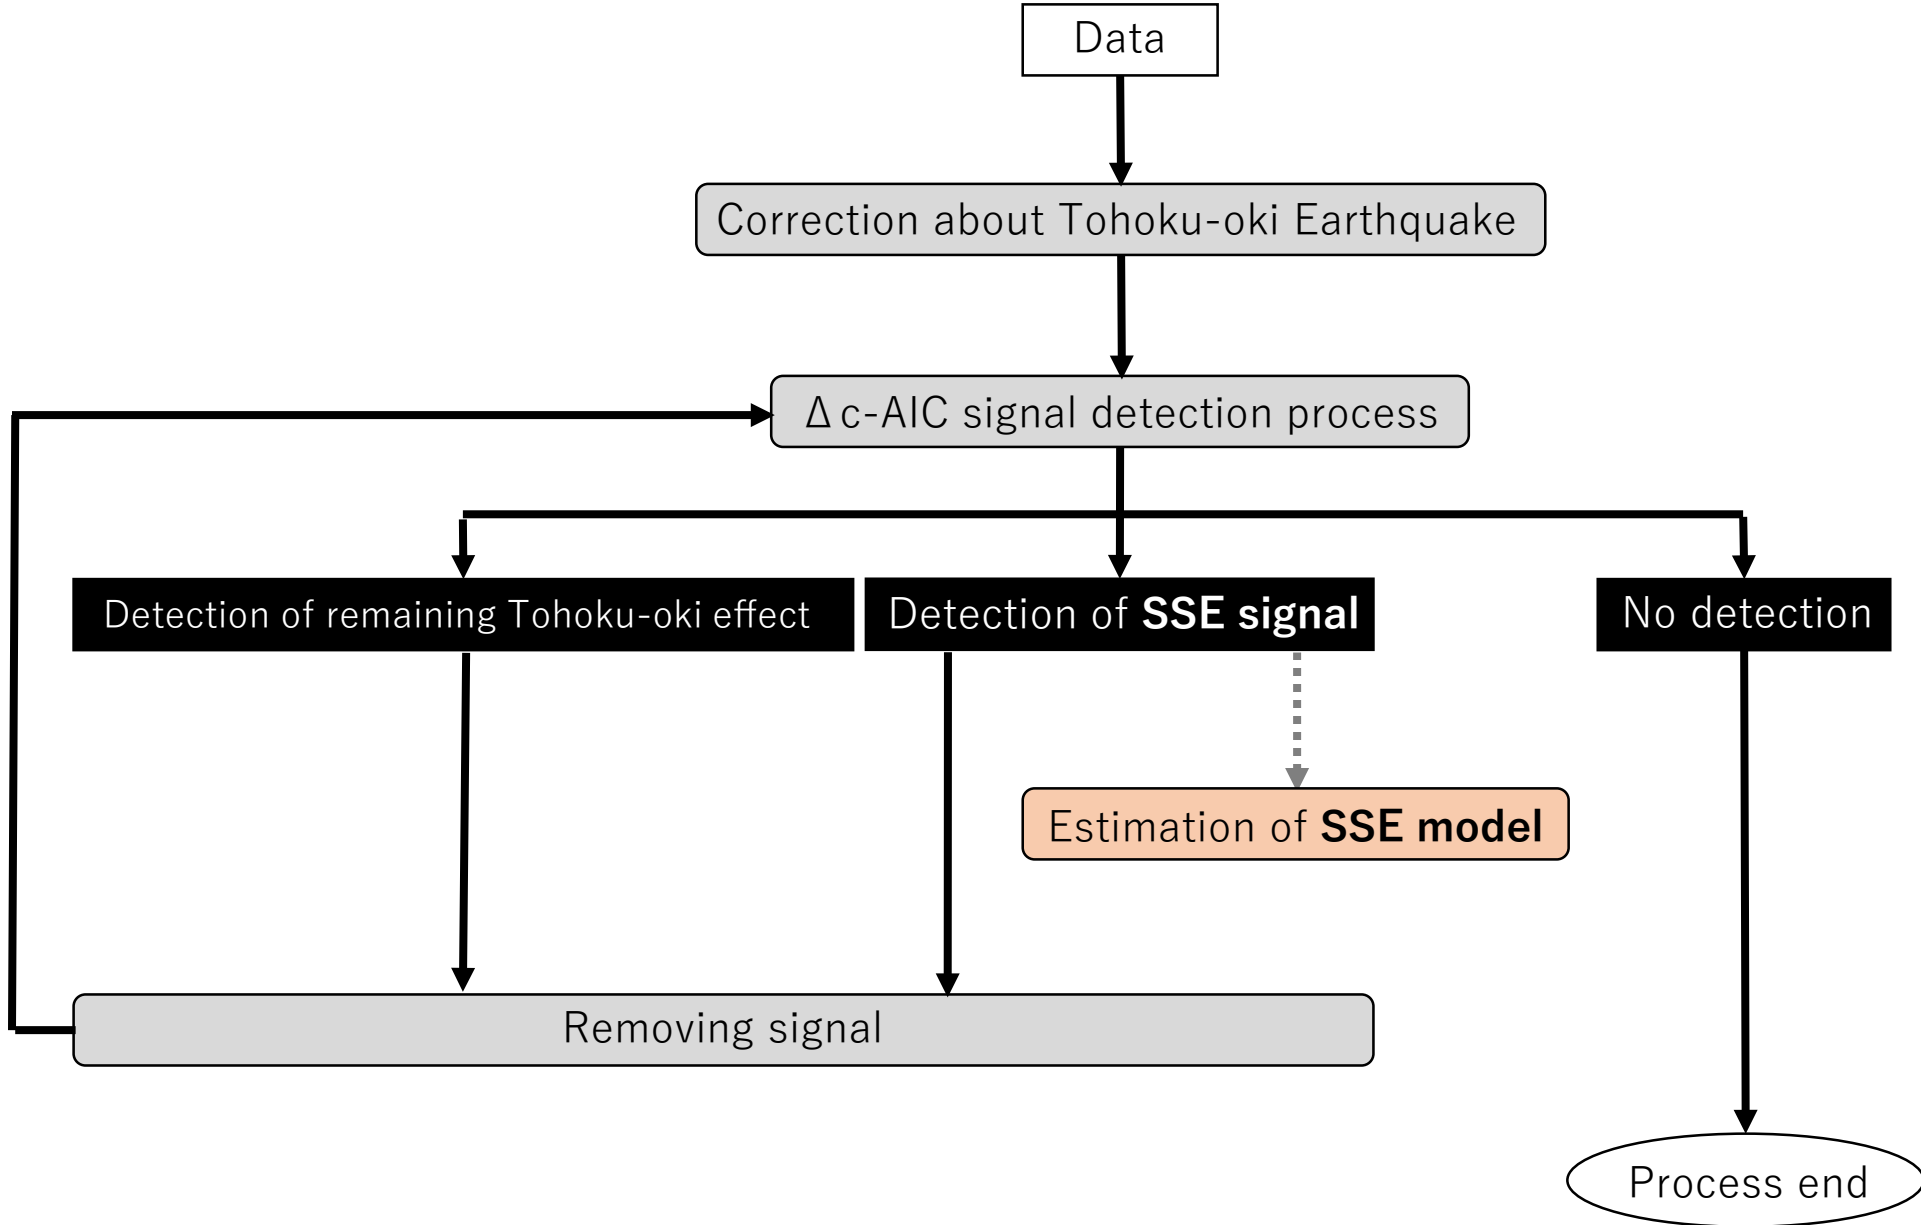 Data
Correction about Tohoku-oki Earthquake
Δ c-AIC signal detection process
Detection of remaining Tohoku-oki effect
Detection of SSE signal
No detection
Estimation of SSE model
Removing signal
Process end